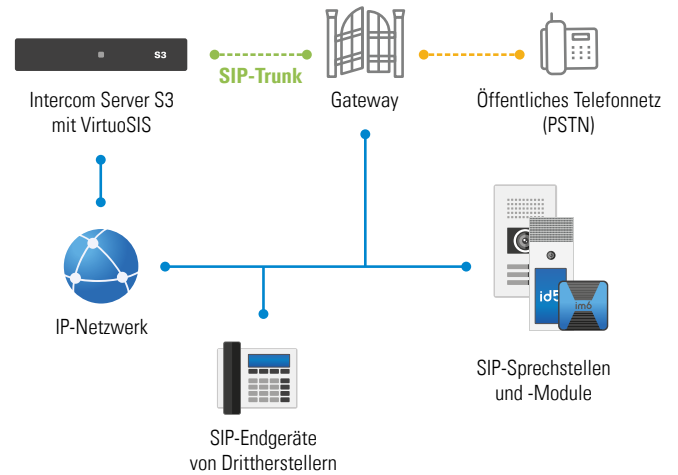 S3
SIP-Trunk
Intercom Server S3
mit VirtuoSIS
Gateway
Öffentliches Telefonnetz
(PSTN)
IP-Netzwerk
id5
im6
SIP-Sprechstellen
und -Module
SIP-Endgeräte
von Drittherstellern